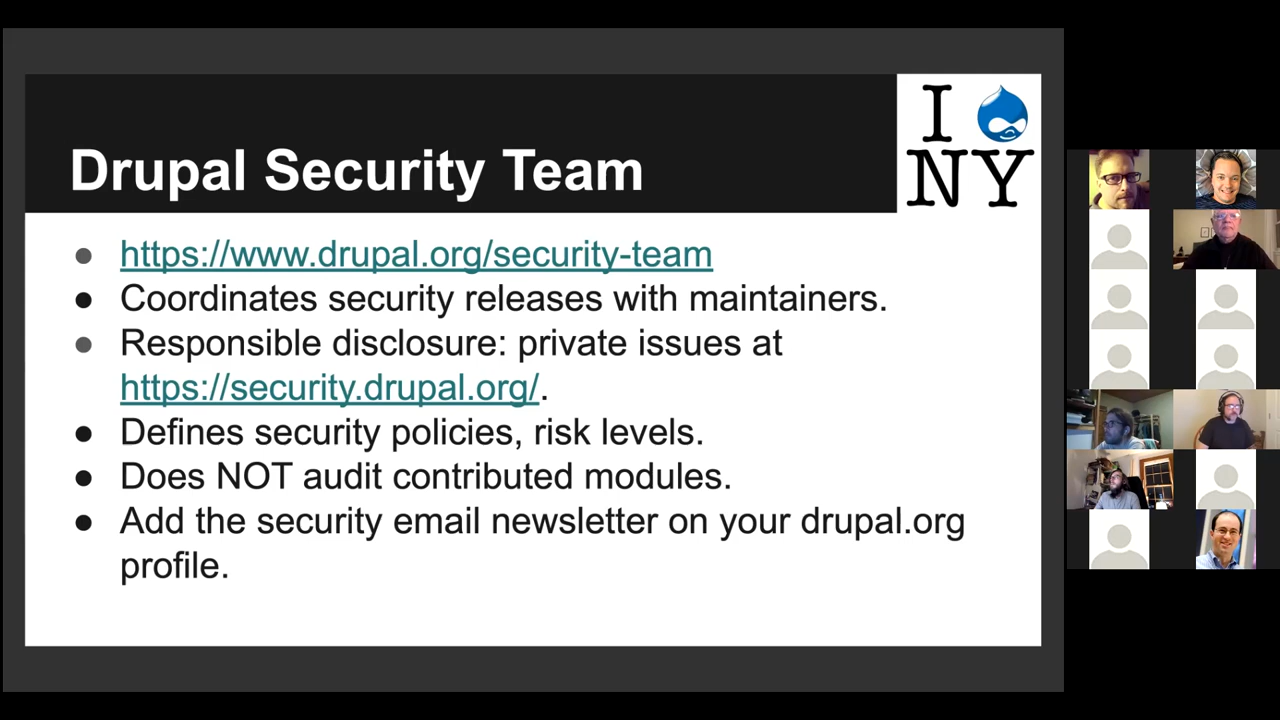 I
NY
Drupal Security Team
● https://www.drupal.org/security-team
● Coordinates security releases with maintainers.
● Responsible disclosure: private issues at
https://security.drupal.org/.
● Defines security policies, risk levels.
● Does NOT audit contributed modules.
● Add the security email newsletter on your drupal.org
profile.